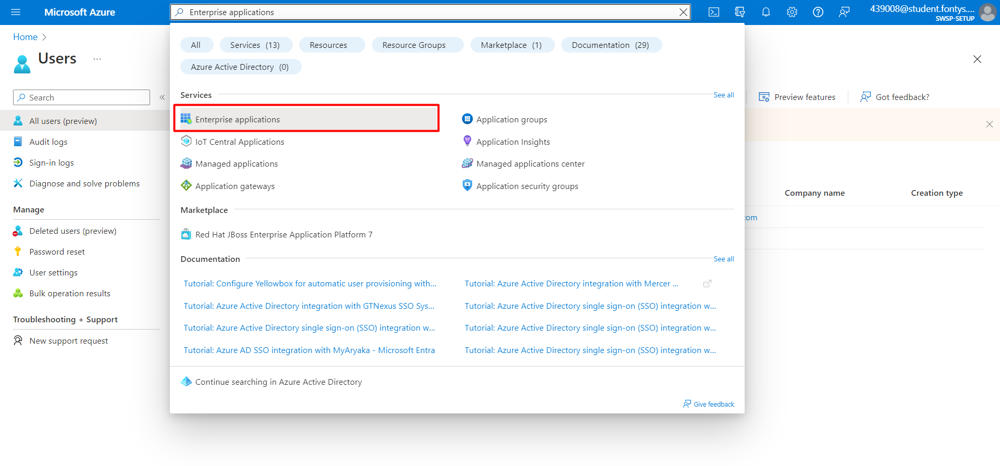 Microsoft Azure
Enterprise applications
439008@student.fontys....
SWSP-SETUP
Home
Users
...
Search
«
All users (preview)
Audit logs
Sign-in logs
Diagnose and solve problems
Manage
Deleted users (preview)
Password reset
User settings
Bulk operation results
Troubleshooting + Support
New support request
All
Services (13)
Resources
Resource Groups
Marketplace (1)
Documentation (29)
Azure Active Directory (0)
Services
See all
Enterprise applications
Application groups
IoT Central Applications
Application Insights
Managed applications
Managed applications center
Application gateways
Application security groups
Marketplace
Red Hat JBoss Enterprise Application Platform 7
Documentation
See all
Tutorial: Configure Yellowbox for automatic user provisioning with...
Tutorial: Azure Active Directory integration with Mercer ...
Tutorial: Azure Active Directory integration with GTNexus SSO Sys...
Tutorial: Azure Active Directory single sign-on (SSO) integration w...
Tutorial: Azure Active Directory single sign-on (SSO) integration w...
Tutorial: Azure Active Directory single sign-on (SSO) integration w...
Tutorial: Azure AD SSO integration with MyAryaka - Microsoft Entra
Tutorial: Azure Active Directory single sign-on (SSO) integration w...
Continue searching in Azure Active Directory
Give feedback
Preview features
Got feedback?
Company name
Creation type
.com